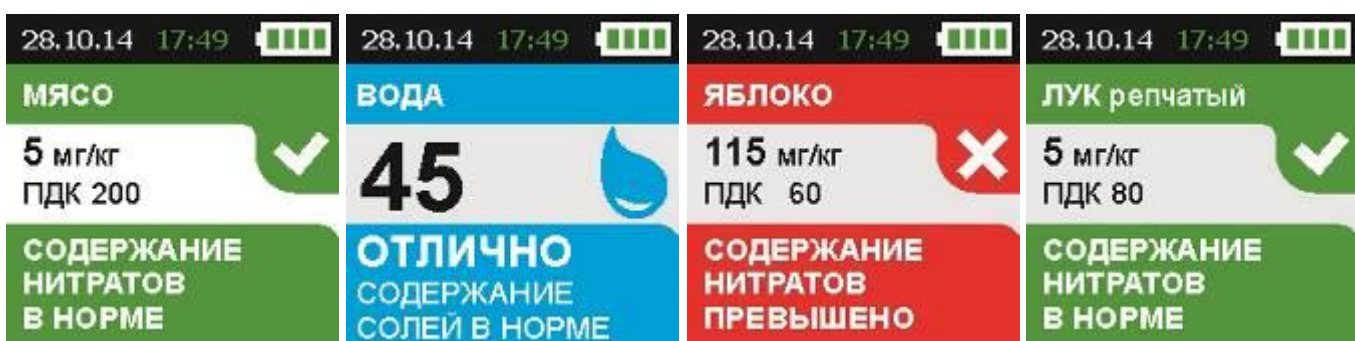 28.10.14 17:49
МЯСО
5 мг/кг
ПДК 200
СОДЕРЖАНИЕ
НИТРАТОВ
В НОРМЕ
28.10.14 17:49
ВОДА
45
ОТЛИЧНО
СОДЕРЖАНИЕ
СОЛЕЙ В НОРМЕ
28.10.14 17:49
ЯБЛОКО
115 мг/кг
ПДК 60
СОДЕРЖАНИЕ
НИТРАТОВ
ПРЕВЫШЕНО
28.10.14 17:49
ЛУК репчатый
5 мг/кг
ПДК 80
СОДЕРЖАНИЕ
НИТРАТОВ
В НОРМЕ